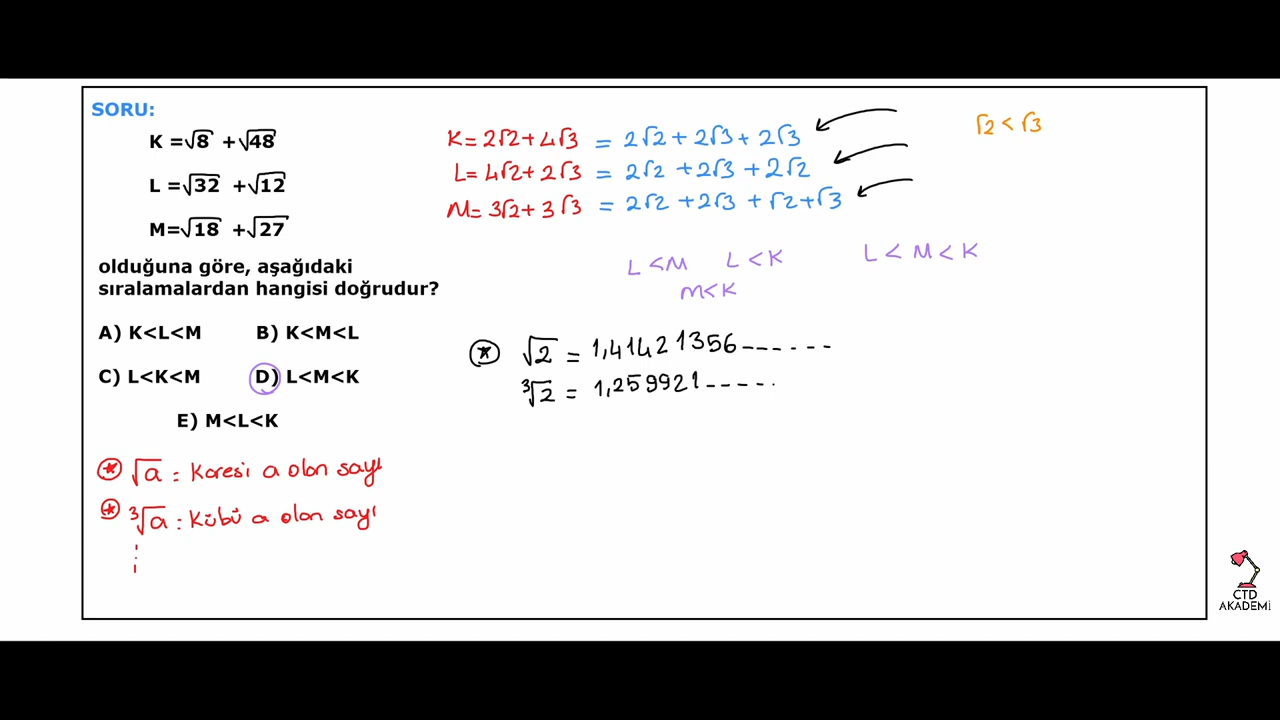 SORU:
K =√8 + √48
L =√32 + √12
M=√18 + √27
olduğuna göre, aşağıdaki
sıralamalardan hangisi doğrudur?
A) K<L<M B) K<M<L
C) L<K<M D) L<M<K
E) M<L<K
⊛ √a : Karesi a olan sayı
⊛ ³√a : Kübü a olan sayı
K= 2√2 + 4√3 = 2√2 + 2√3 + 2√3
L= 4√2 + 2√3 = 2√2 + 2√3 + 2√2
M= 3√2 + 3√3 = 2√2 + 2√3 + √2 + √3
√2 < √3
L < M L < K L < M < K
M < K
⊛ √2 = 1,41421356------
³√2 = 1,259921-----
CTD
AKADEMİ